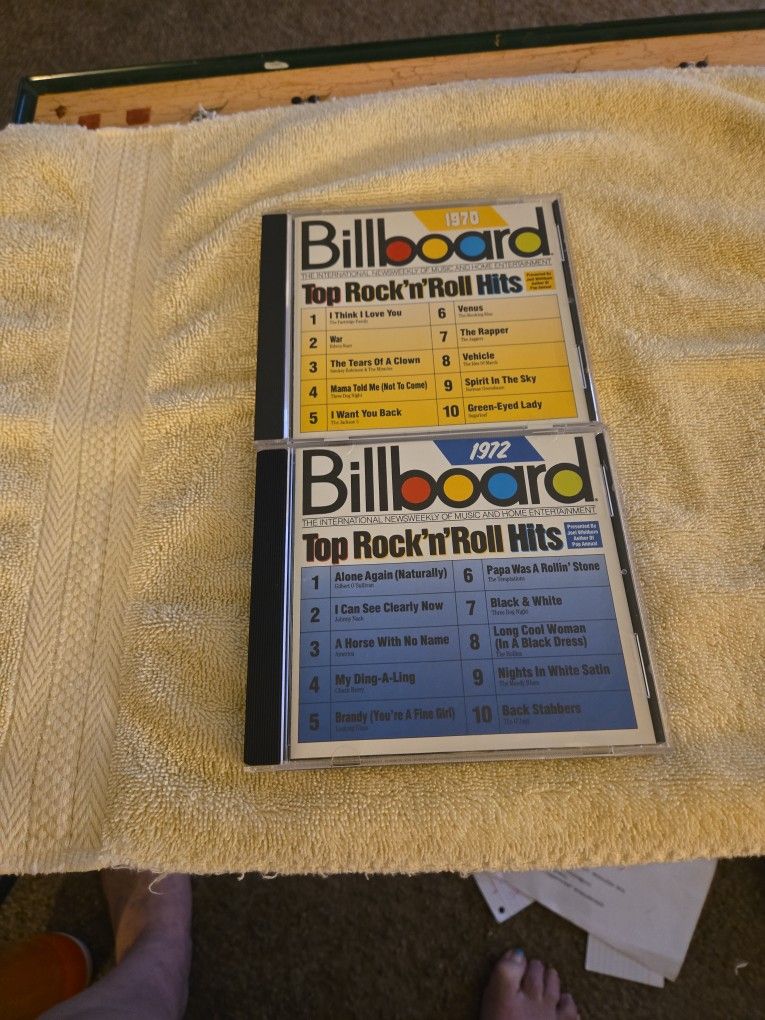 1970
Billboard
THE INTERNATIONAL NEWSWEEKLY OF MUSIC AND HOME ENTERTAINMENT
Top Rock'n'Roll Hits
Presented By
Joel Whitburn
Author Of
Pop Annual
1 I Think I Love You
The Partridge Family
2 War
Edwin Starr
3 The Tears Of A Clown
Smokey Robinson & The Miracles
4 Mama Told Me (Not To Come)
Three Dog Night
5 I Want You Back
The Jackson 5
6 Venus
The Shocking Blue
7 The Rapper
The Jaggerz
8 Vehicle
The Ides Of March
9 Spirit In The Sky
Norman Greenbaum
10 Green-Eyed Lady
Sugarloaf
1972
Billboard
THE INTERNATIONAL NEWSWEEKLY OF MUSIC AND HOME ENTERTAINMENT
Top Rock'n'Roll Hits
Presented By
Joel Whitburn
Author Of
Pop Annual
1 Alone Again (Naturally)
Gilbert O'Sullivan
2 I Can See Clearly Now
Johnny Nash
3 A Horse With No Name
America
4 My Ding-A-Ling
Chuck Berry
5 Brandy (You're A Fine Girl)
Looking Glass
6 Papa Was A Rollin' Stone
The Temptations
7 Black & White
Three Dog Night
8 Long Cool Woman
(In A Black Dress)
The Hollies
9 Nights In White Satin
The Moody Blues
10 Back Stabbers
The O'Jays